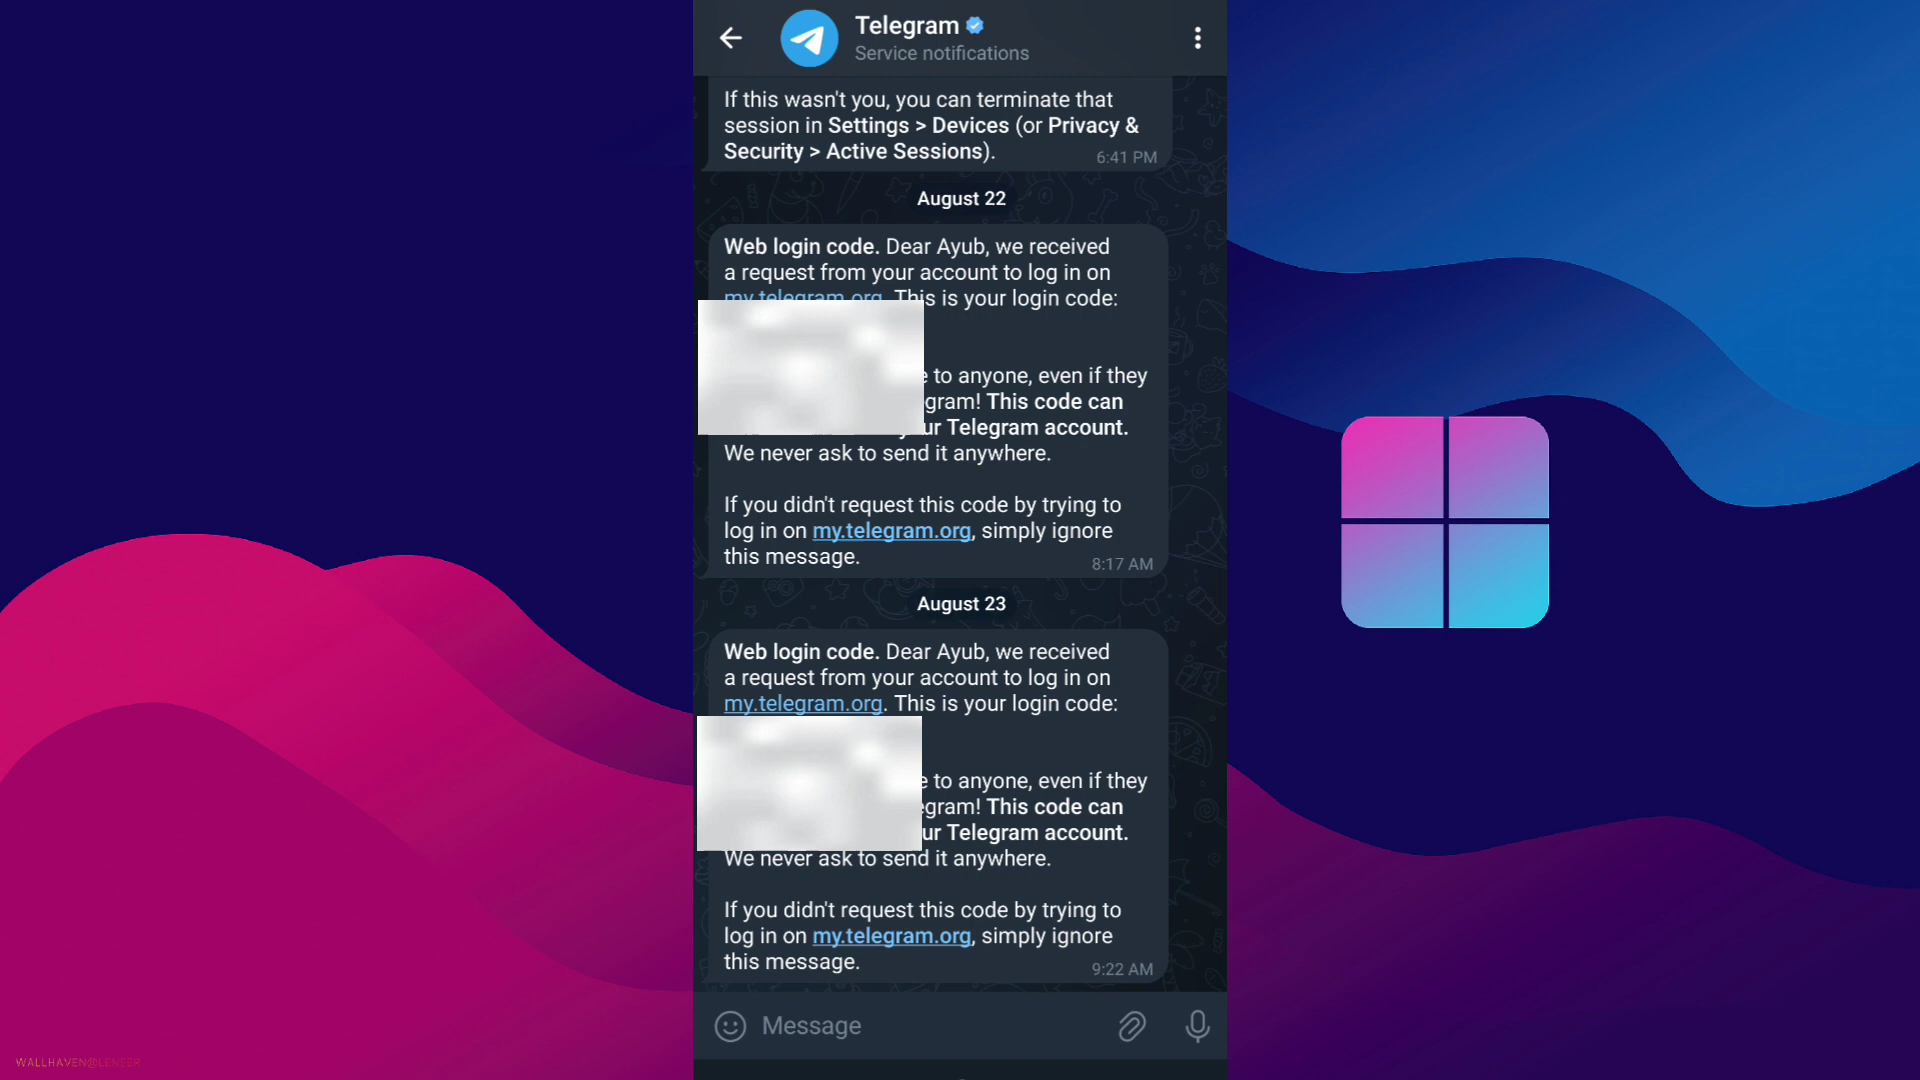 Telegram
Service notifications
If this wasn't you, you can terminate that
session in Settings > Devices (or Privacy &
Security > Active Sessions).
6:41 PM
August 22
Web login code. Dear Ayub, we received
a request from your account to log in on
my.telegram.org. This is your login code:
to anyone, even if they
This code can
Telegram account.
We never ask to send it anywhere.
If you didn't request this code by trying to
log in on my.telegram.org, simply ignore
this message.
8:17 AM
August 23
Web login code. Dear Ayub, we received
a request from your account to log in on
my.telegram.org. This is your login code:
to anyone, even if they
This code can
Telegram account.
We never ask to send it anywhere.
If you didn't request this code by trying to
log in on my.telegram.org, simply ignore
this message.
9:22 AM
Message
WALLHAVEN@LENEER